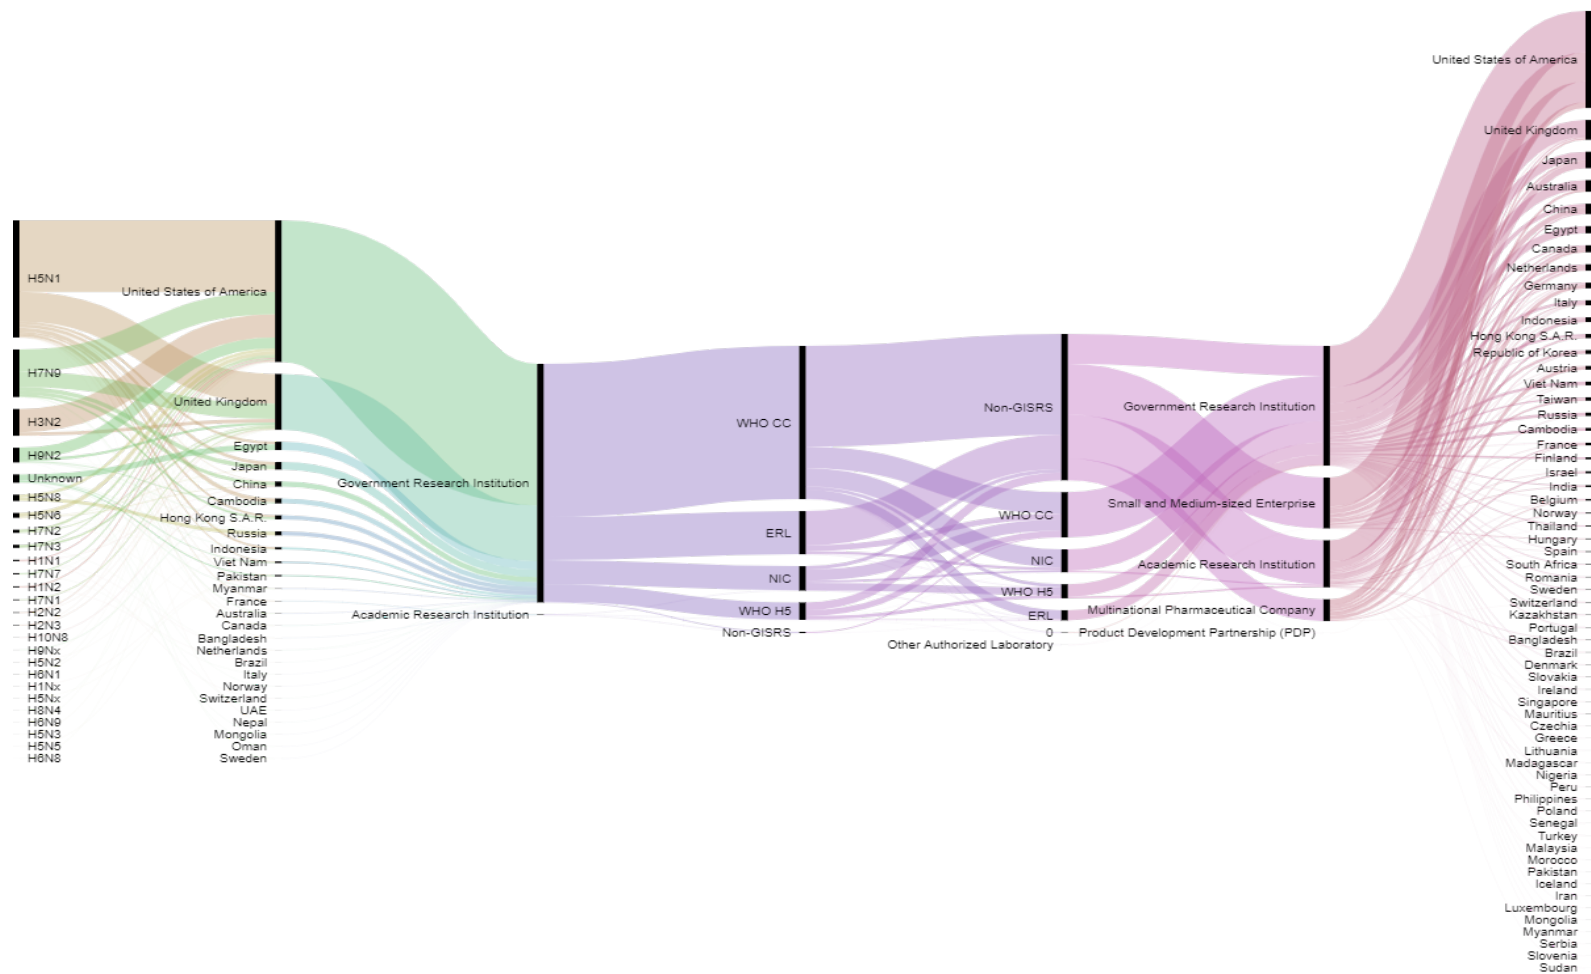 H5N1
H7N9
H3N2
H9N2
Unknown
H5N8
H5N6
H7N2
H7N3
H1N1
H7N7
H1N2
H7N1
H2N2
H2N3
H10N8
H9Nx
H5N2
H6N1
H1Nx
H5Nx
H8N4
H6N9
H5N3
H5N5
H6N8
United States of America
United Kingdom
Egypt
Japan
China
Cambodia
Hong Kong S.A.R.
Russia
Indonesia
Viet Nam
Pakistan
Myanmar
France
Australia
Canada
Bangladesh
Netherlands
Brazil
Italy
Norway
Switzerland
UAE
Nepal
Mongolia
Oman
Sweden
Government Research Institution
Academic Research Institution
WHO CC
ERL
NIC
WHO H5
Non-GISRS
Non-GISRS
WHO CC
NIC
WHO H5
ERL
0
Other Authorized Laboratory
Government Research Institution
Small and Medium-sized Enterprise
Academic Research Institution
Multinational Pharmaceutical Company
Product Development Partnership (PDP)
United States of America
United Kingdom
Japan
Australia
China
Egypt
Canada
Netherlands
Germany
Italy
Indonesia
Hong Kong S.A.R.
Republic of Korea
Austria
Viet Nam
Taiwan
Russia
Cambodia
France
Finland
Israel
India
Belgium
Norway
Thailand
Hungary
Spain
South Africa
Romania
Sweden
Switzerland
Kazakhstan
Portugal
Bangladesh
Brazil
Denmark
Slovakia
Ireland
Singapore
Mauritius
Czechia
Greece
Lithuania
Madagascar
Nigeria
Peru
Philippines
Poland
Senegal
Turkey
Malaysia
Morocco
Pakistan
Iceland
Iran
Luxembourg
Mongolia
Myanmar
Serbia
Slovenia
Sudan